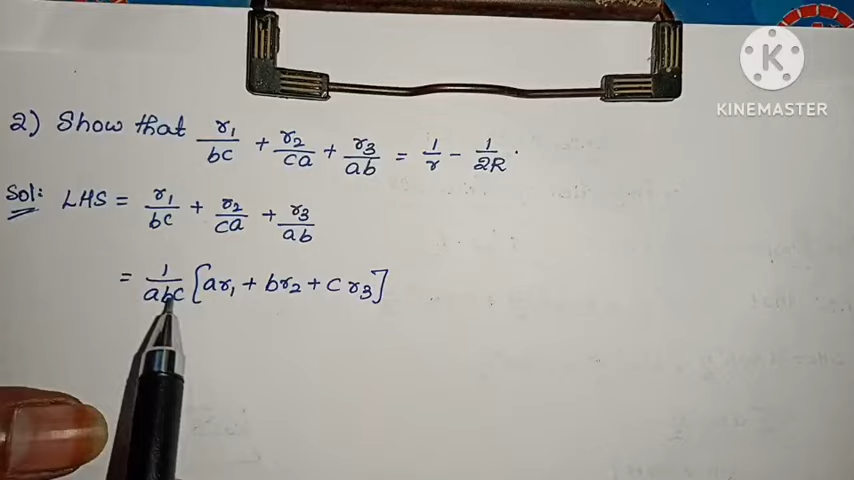 K
KINEMASTER
2) Show that r₁/bc + r₂/ca + r₃/ab = 1/r - 1/2R.
Sol: LHS = r₁/bc + r₂/ca + r₃/ab
= 1/abc [ar₁ + br₂ + cr₃]